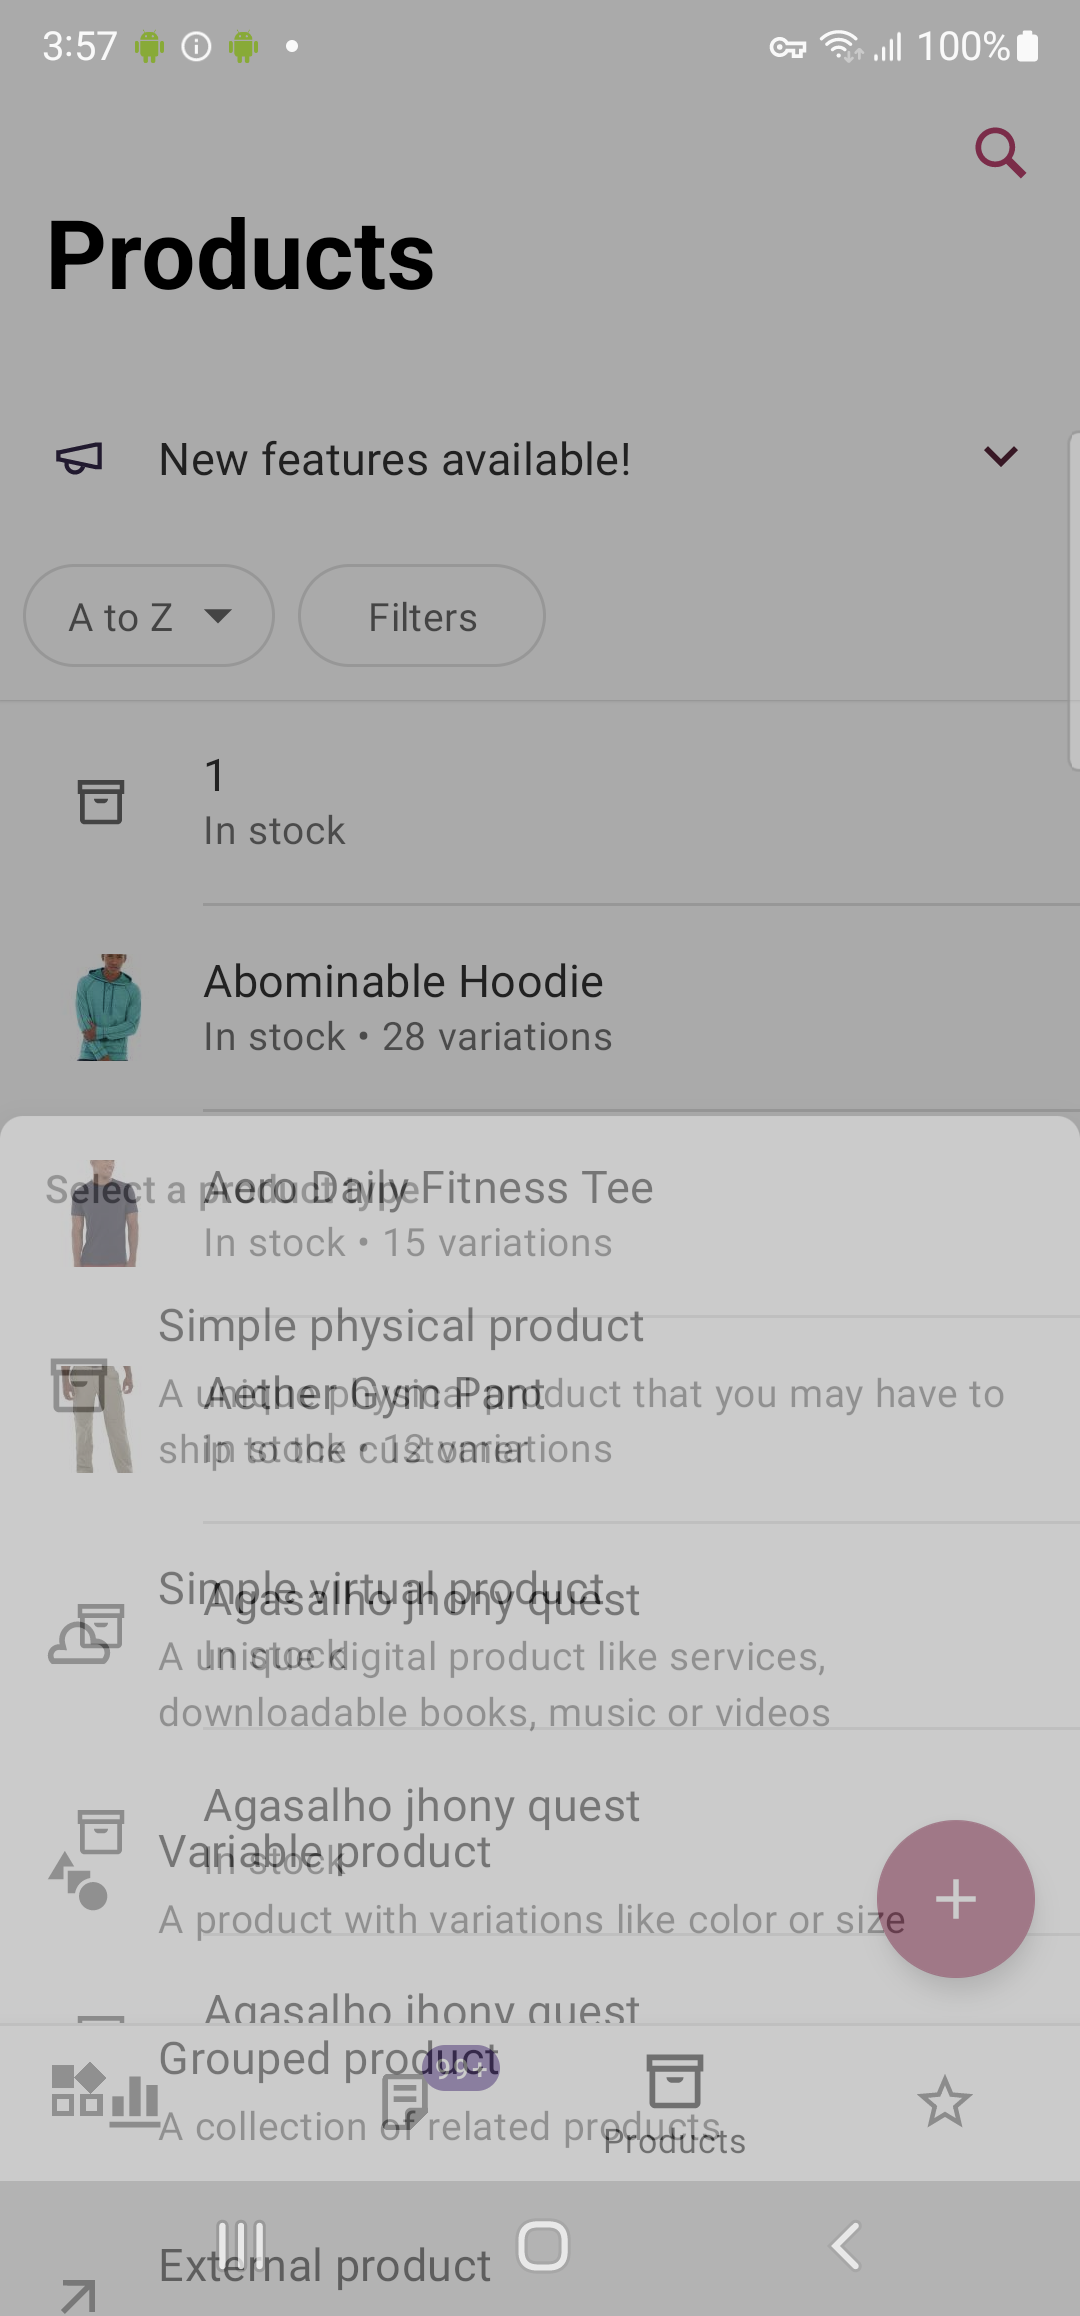 3:57
100%
Products
New features available!
A to Z
Filters
1
In stock
Abominable Hoodie
In stock • 28 variations
Select a product type
Aero Daily Fitness Tee
In stock • 15 variations
Simple physical product
A unique physical product that you may have to
ship to the customer
Aether Gym Pant
In stock • 12 variations
Simple virtual product
Agasalho jhony quest
In stock
A unique digital product like services,
downloadable books, music or videos
Agasalho jhony quest
In stock
Variable product
A product with variations like color or size
Agasalho jhony quest
Grouped product
99+
A collection of related products
Products
External product